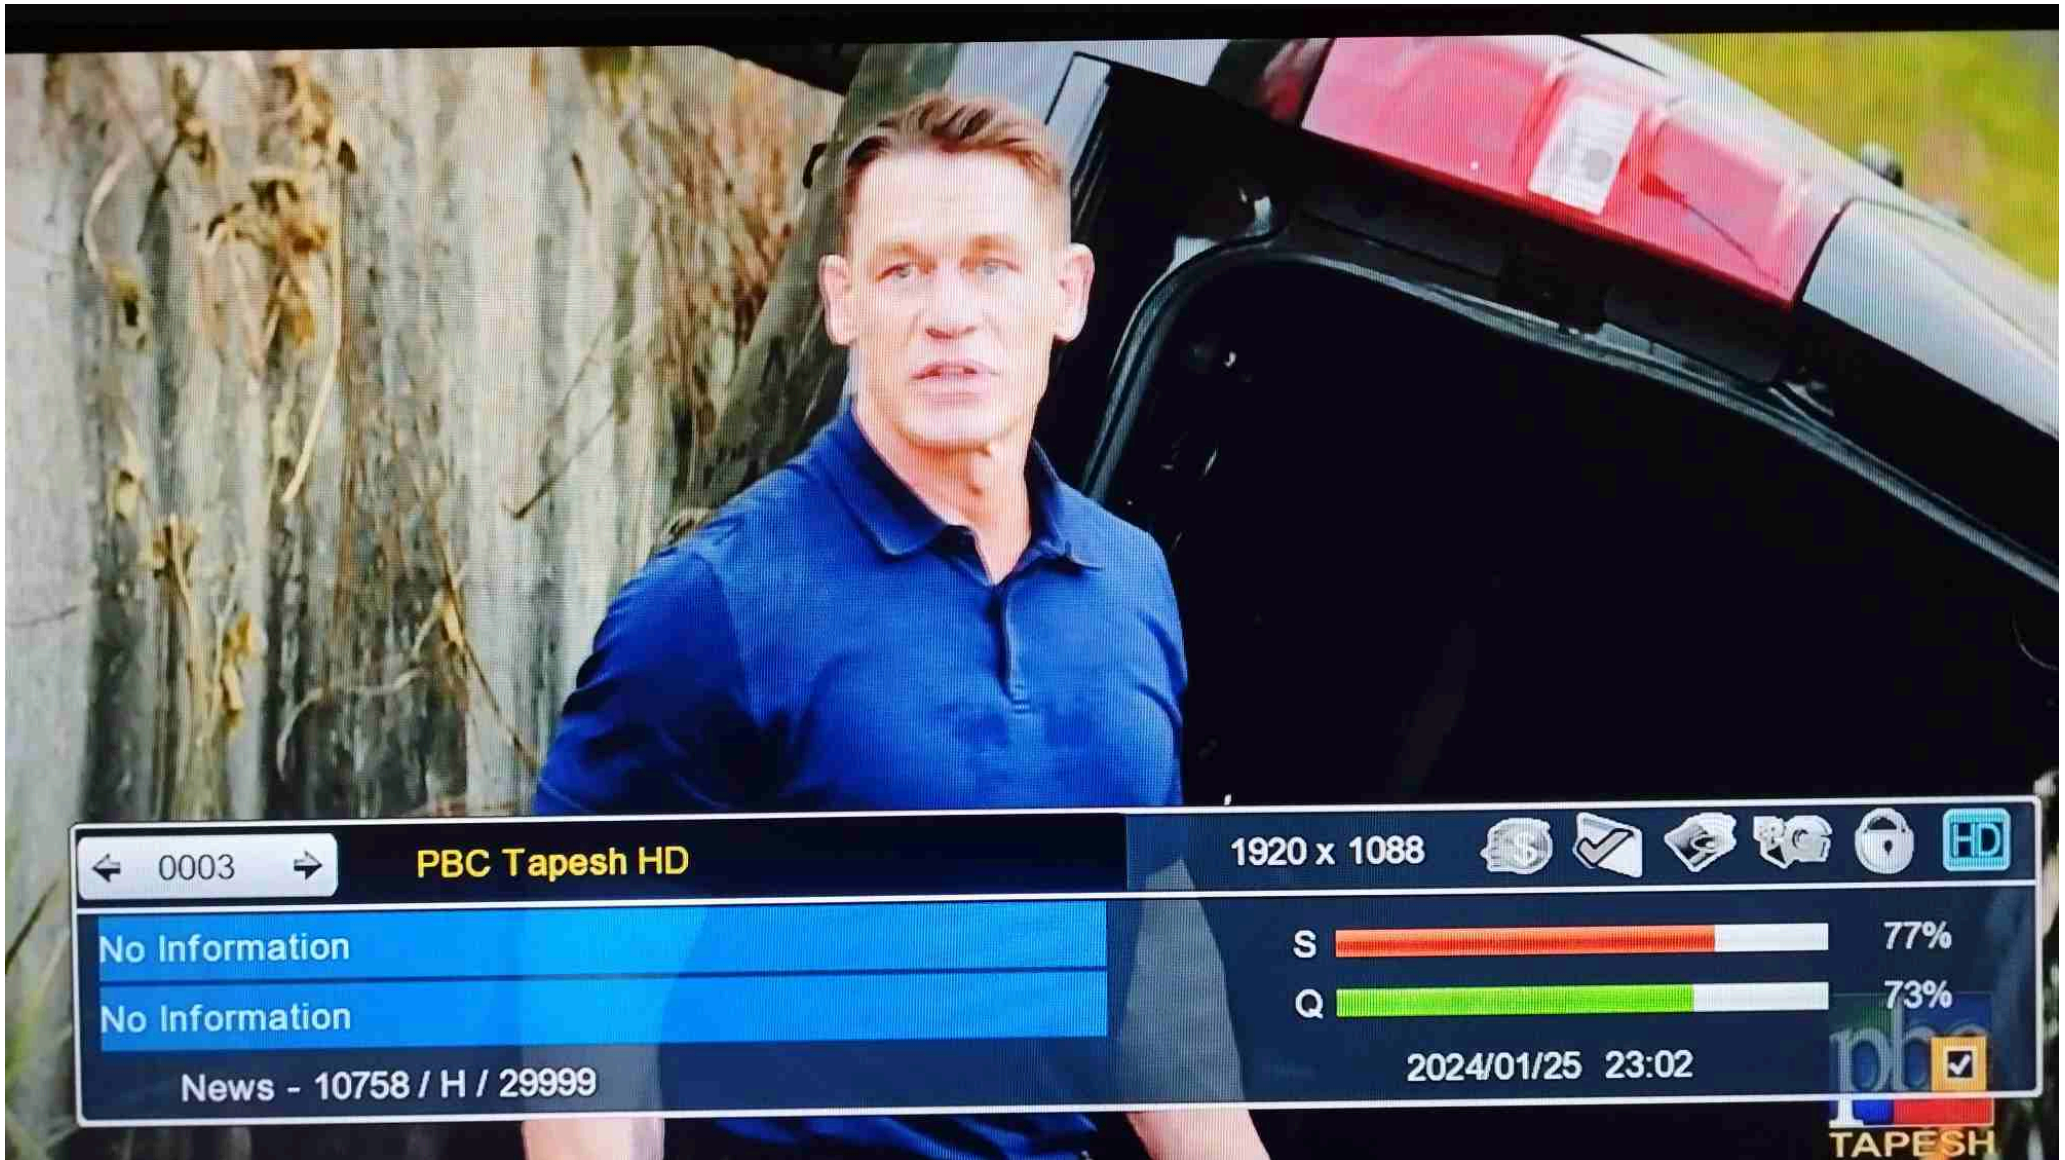 0003
PBC Tapesh HD
1920 x 1088
HD
No Information
No Information
S 77%
Q 73%
News - 10758 / H / 29999
2024/01/25 23:02
pbc
TAPESH